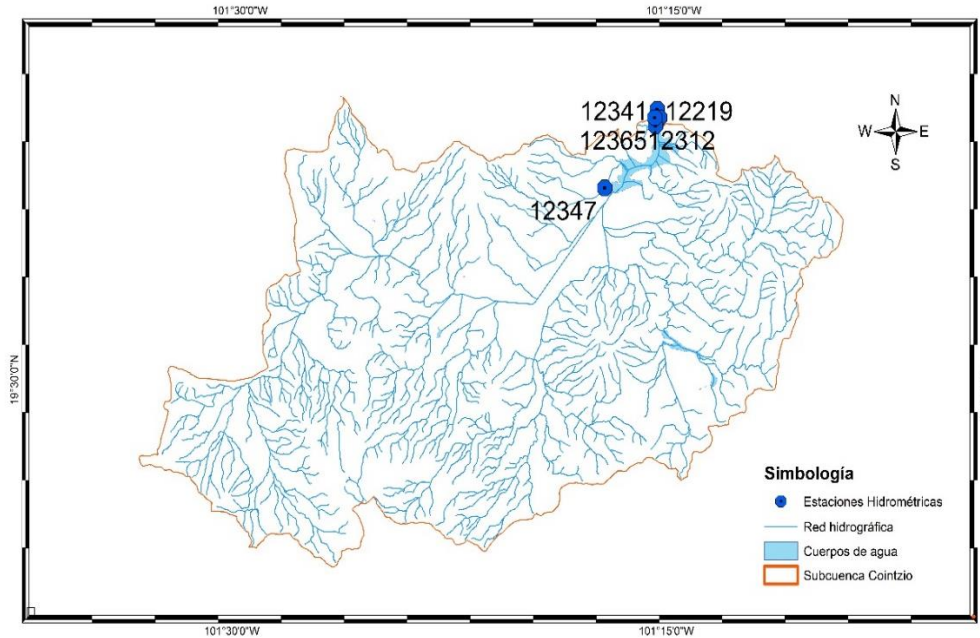 101°30'0"W 101°15'0"W
N
W E
S
12341 12219
12365 12312
12347
19°30'0"N
Simbología
Estaciones Hidrométricas
Red hidrográfica
Cuerpos de agua
Subcuenca Cointzio
101°30'0"W 101°15'0"W